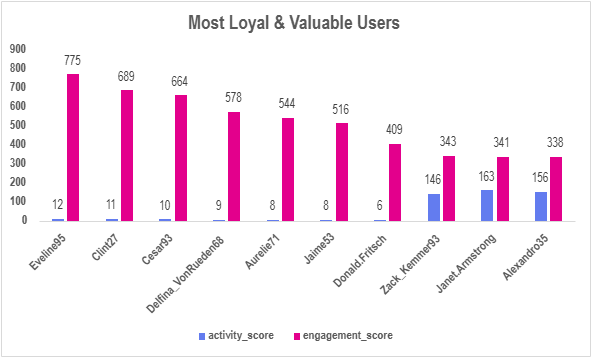 Most Loyal & Valuable Users
900
800
700
600
500
400
300
200
100
0
775
689
664
578
544
516
409
343
341
338
12
11
10
9
8
8
6
146
163
156
Eveline95
Clint27
Cesar93
Delfina_VonRueden68
Aurelie71
Jaime53
Donald.Fritsch
Zack_Kemmer93
Janet.Armstrong
Alexandro35
activity_score engagement_score